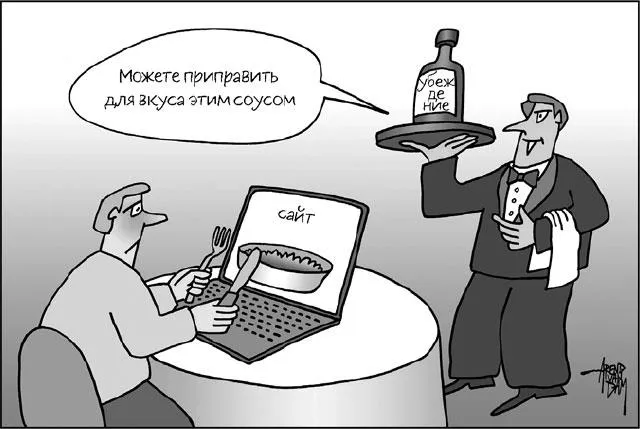 Можете приправить
для вкуса этим соусом
убеж
де
ние
сайт